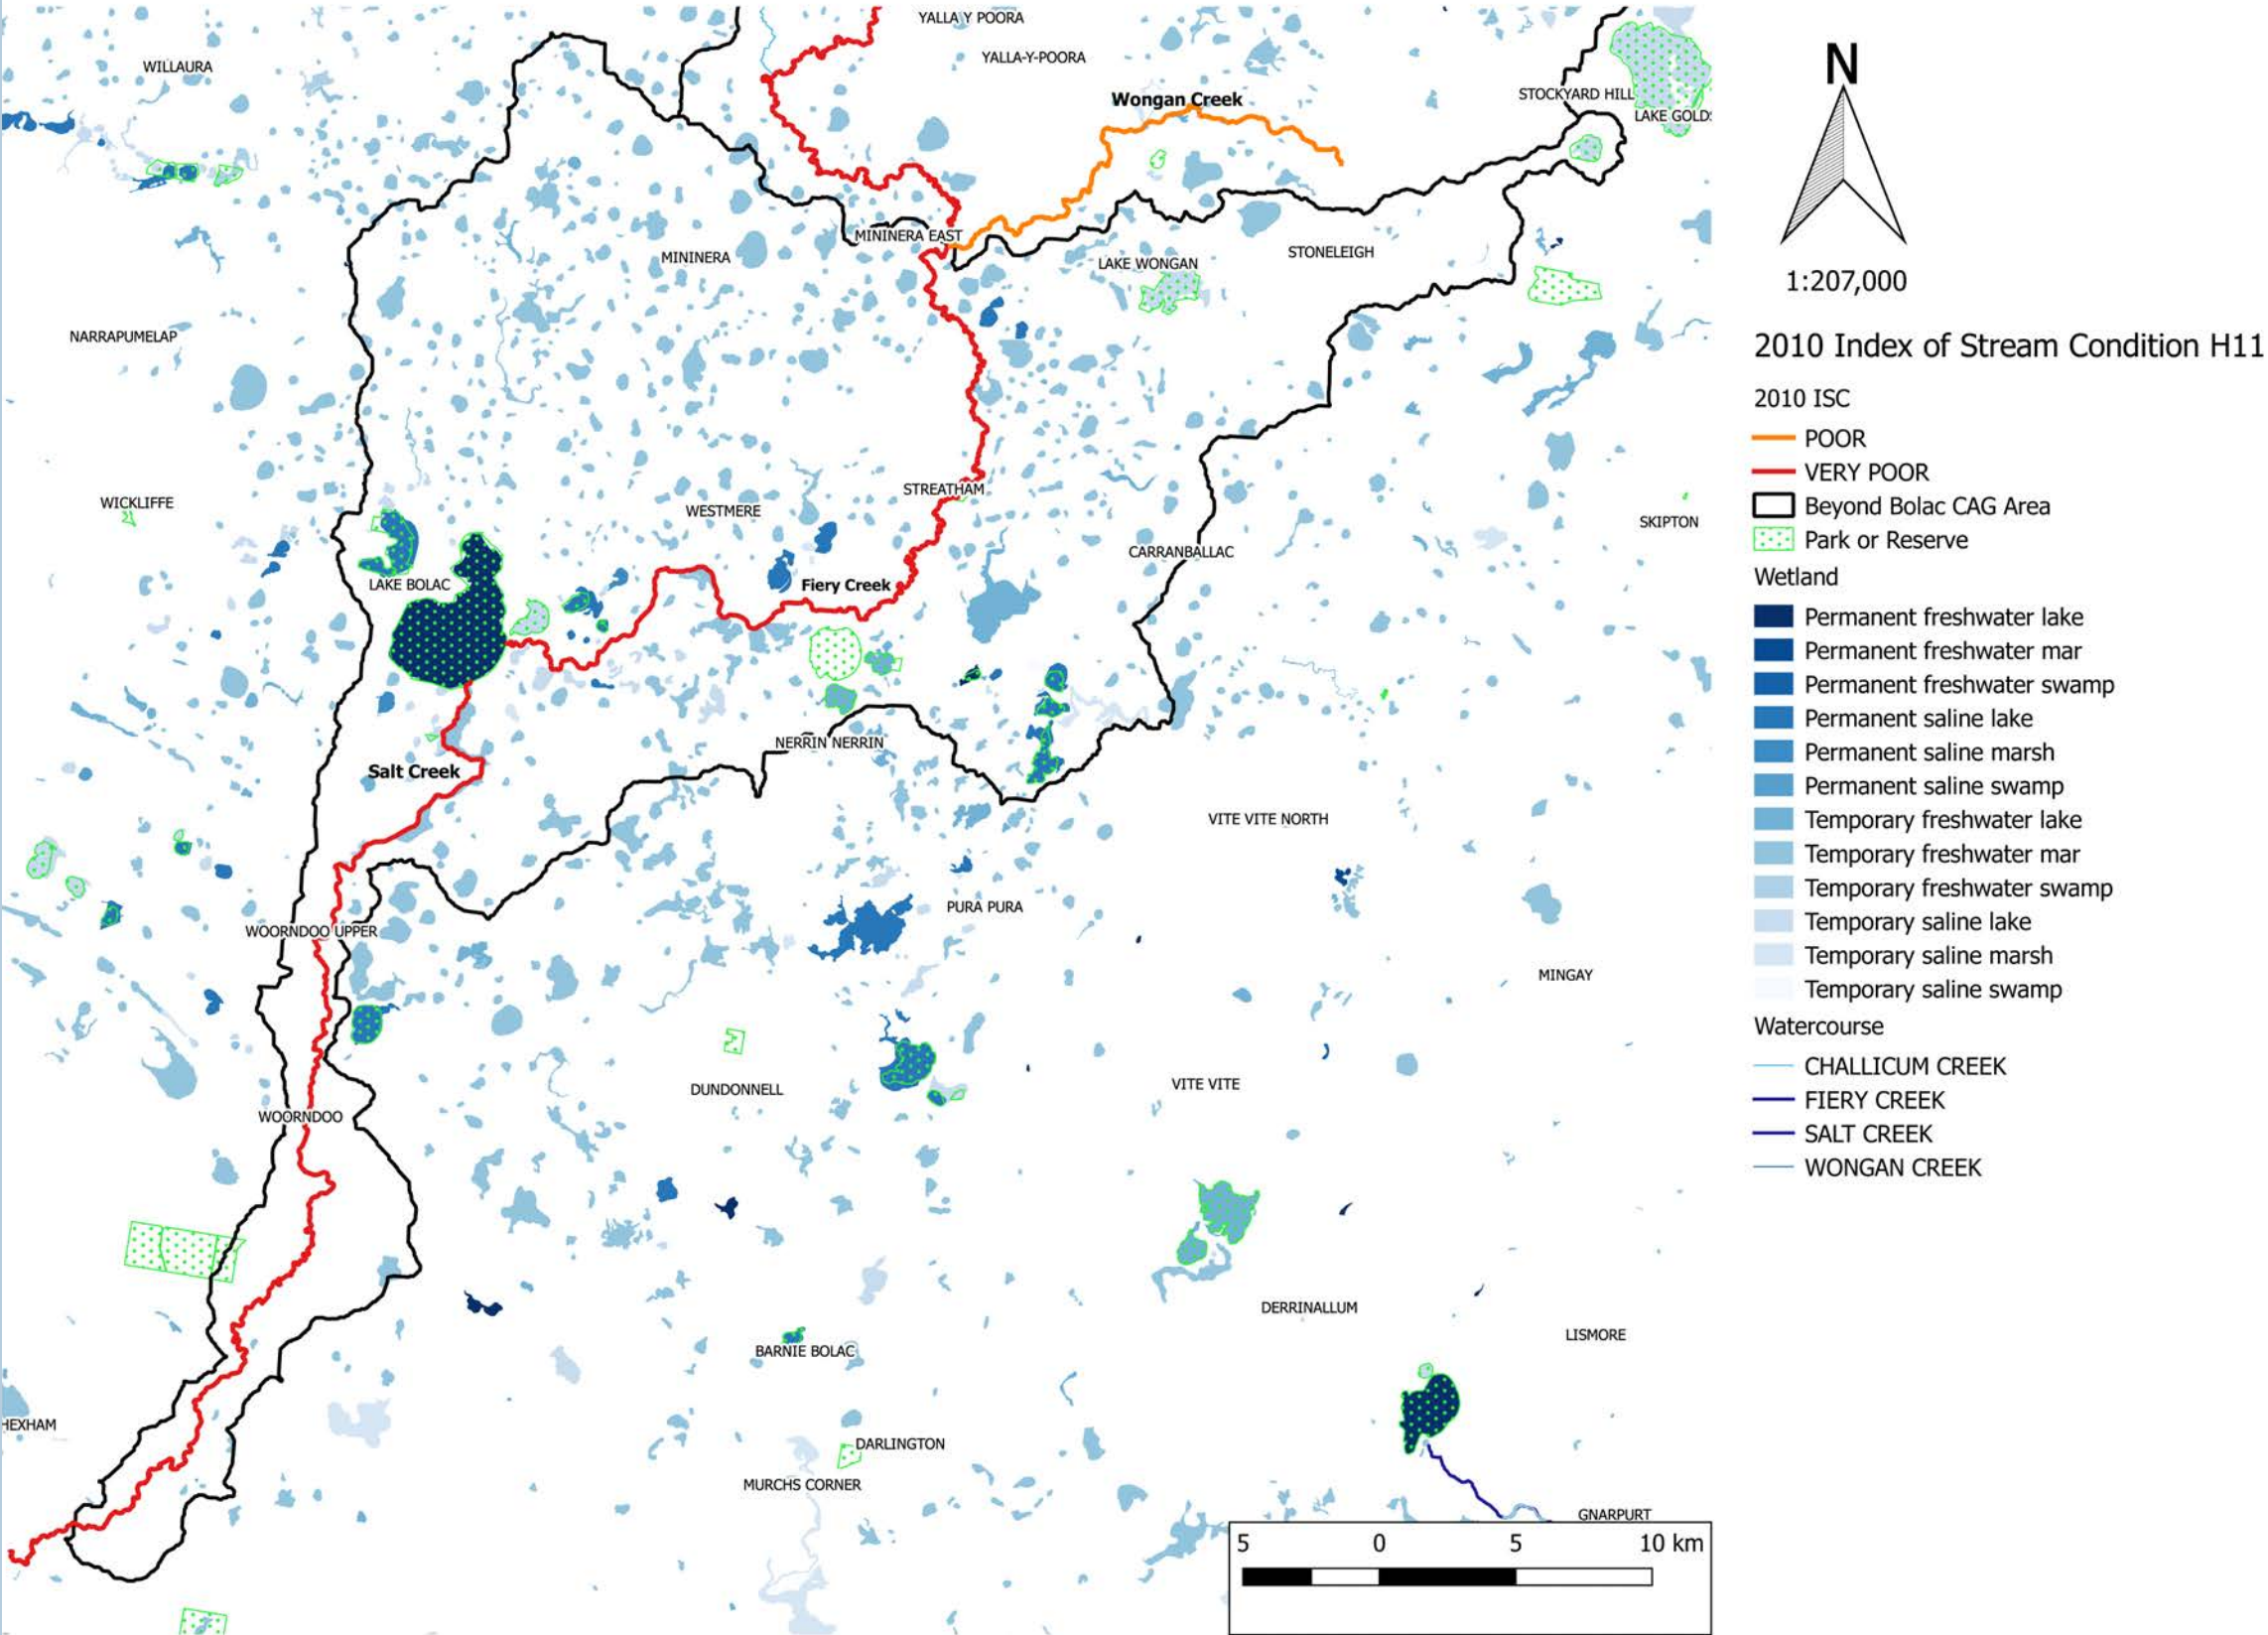 YALLA Y POORA
WILLAURA
YALLA-Y-POORA
Wongan Creek
STOCKYARD HILL
LAKE GOLDS
MININERA EAST
MININERA
LAKE WONGAN
STONELEIGH
NARRAPUMELAP
STREATHAM
WICKLIFFE
WESTMERE
SKIPTON
CARRANBALLAC
LAKE BOLAC
Fiery Creek
NERRIN NERRIN
Salt Creek
VITE VITE NORTH
PURA PURA
WOORNDOO UPPER
MINGAY
DUNDONNELL
VITE VITE
WOORNDOO
DERRINALLUM
LISMORE
BARNIE BOLAC
HEXHAM
DARLINGTON
MURCHS CORNER
GNARPURT
5 0 5 10 km
N
1:207,000
2010 Index of Stream Condition H11
2010 ISC
POOR
VERY POOR
Beyond Bolac CAG Area
Park or Reserve
Wetland
Permanent freshwater lake
Permanent freshwater mar
Permanent freshwater swamp
Permanent saline lake
Permanent saline marsh
Permanent saline swamp
Temporary freshwater lake
Temporary freshwater mar
Temporary freshwater swamp
Temporary saline lake
Temporary saline marsh
Temporary saline swamp
Watercourse
CHALLICUM CREEK
FIERY CREEK
SALT CREEK
WONGAN CREEK